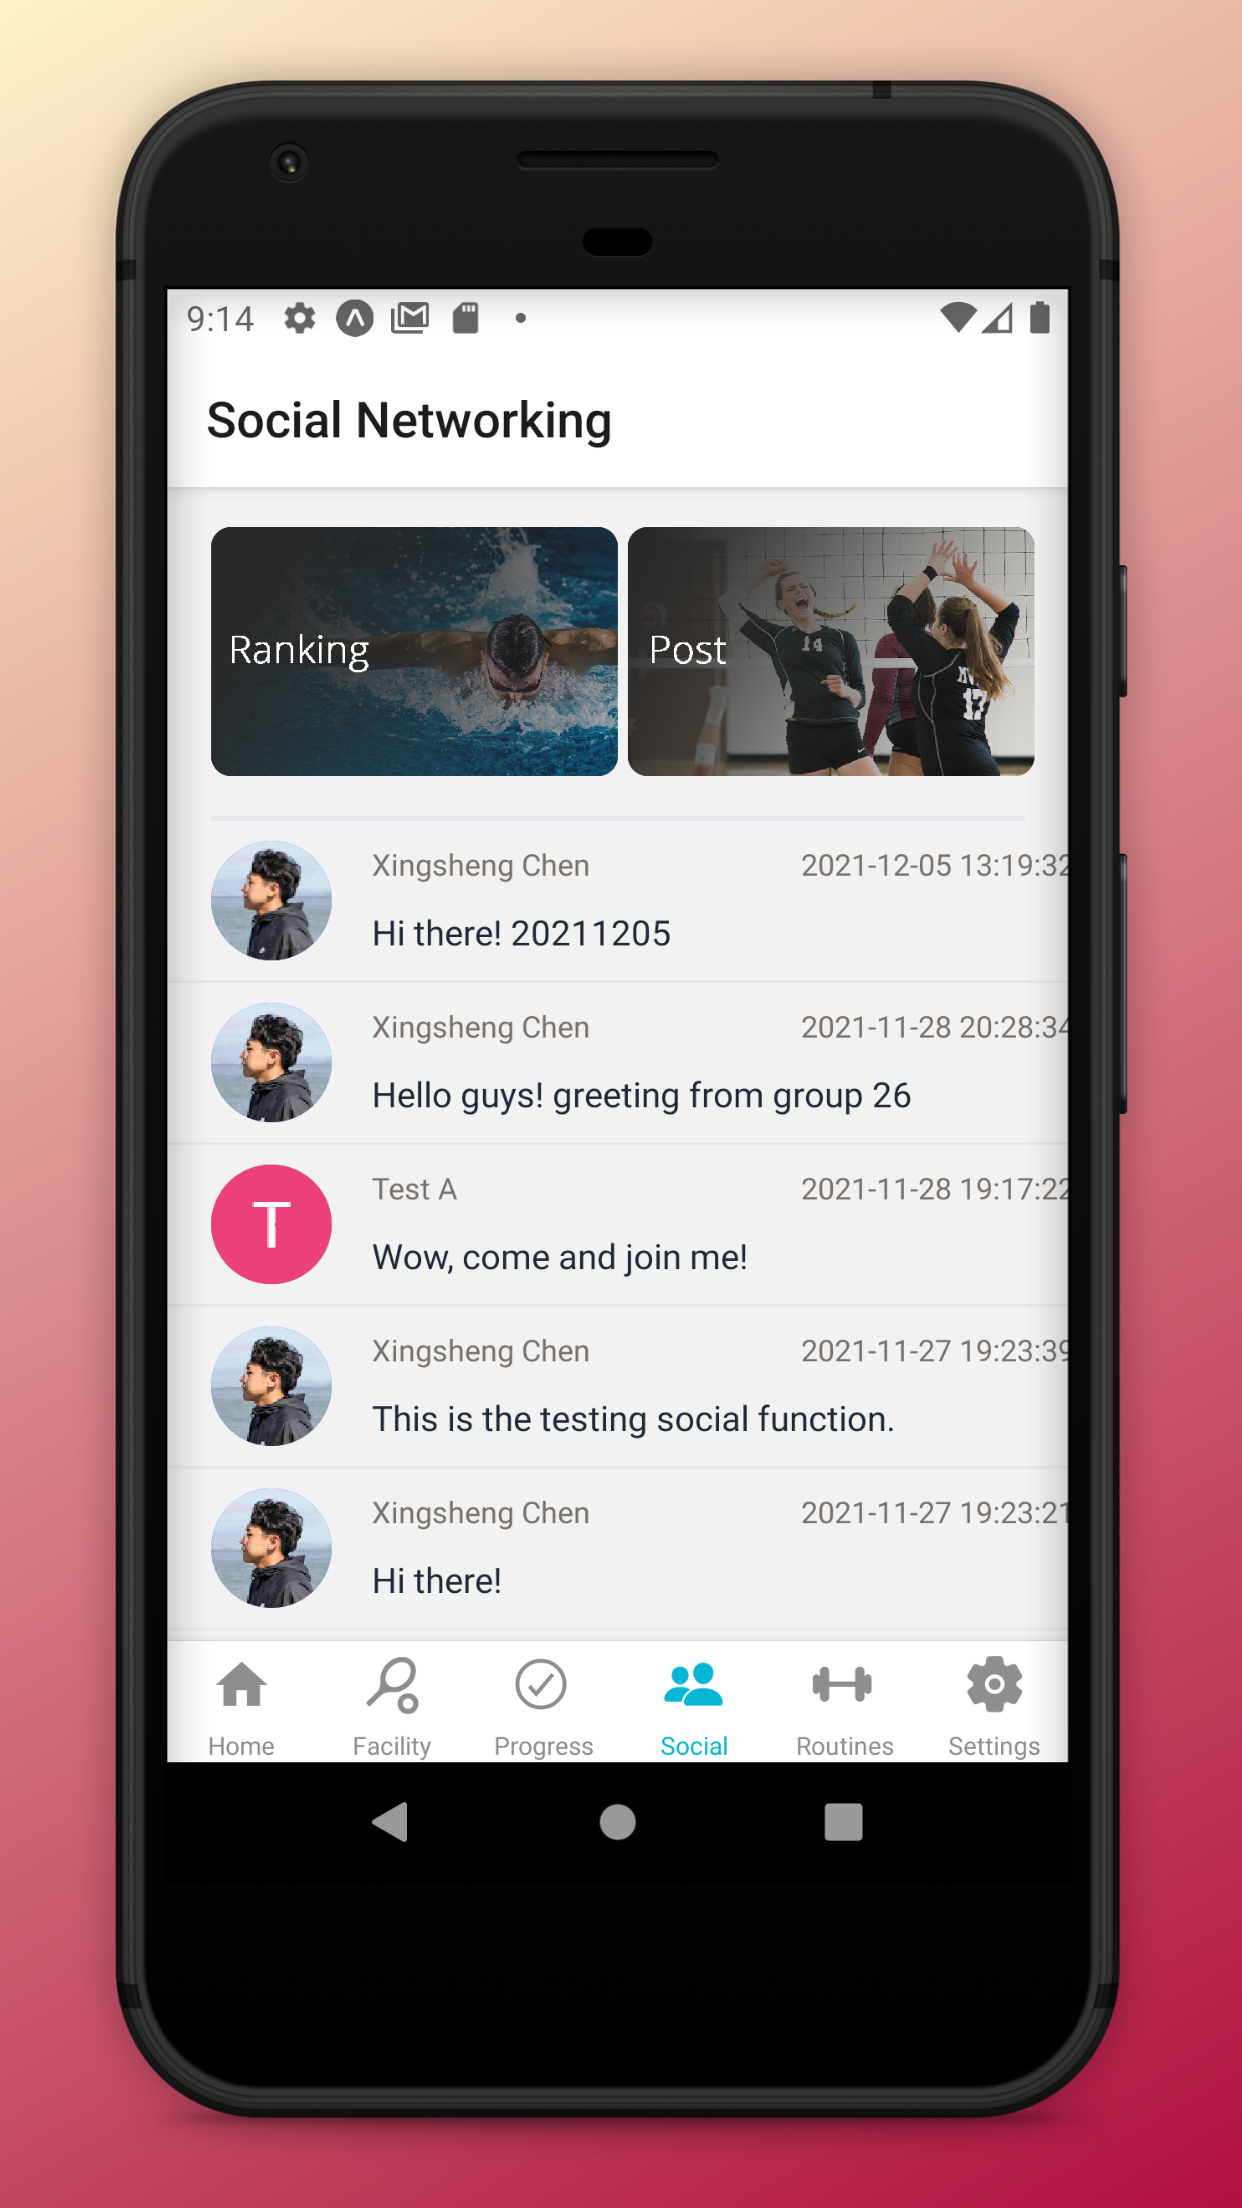 9:14
Social Networking
Ranking
Post
14
17
Xingsheng Chen 2021-12-05 13:19:32
Hi there! 20211205
Xingsheng Chen 2021-11-28 20:28:34
Hello guys! greeting from group 26
T
Test A 2021-11-28 19:17:22
Wow, come and join me!
Xingsheng Chen 2021-11-27 19:23:39
This is the testing social function.
Xingsheng Chen 2021-11-27 19:23:21
Hi there!
Home Facility Progress Social Routines Settings